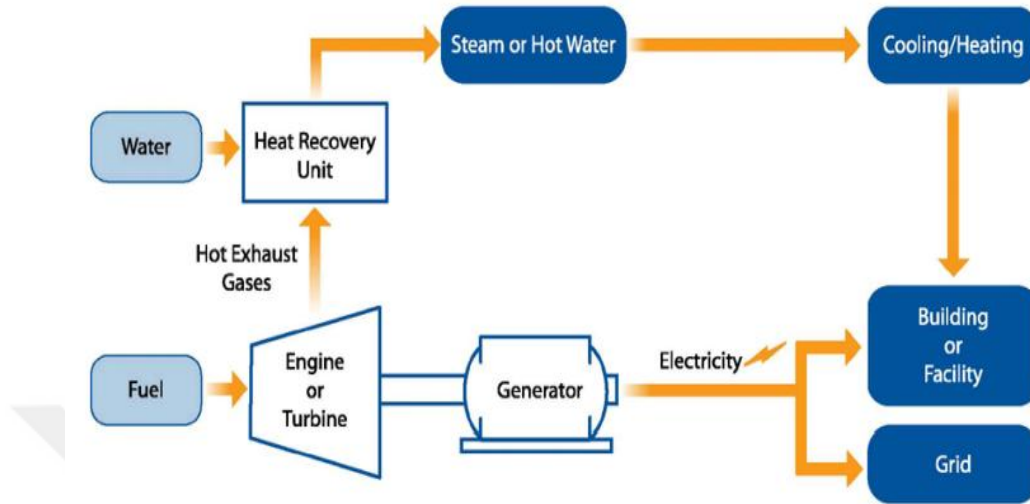 Steam or Hot Water
Cooling/Heating
Water
Heat Recovery
Unit
Hot Exhaust
Gases
Fuel
Engine
or
Turbine
Generator
Electricity
Building
or
Facility
Grid